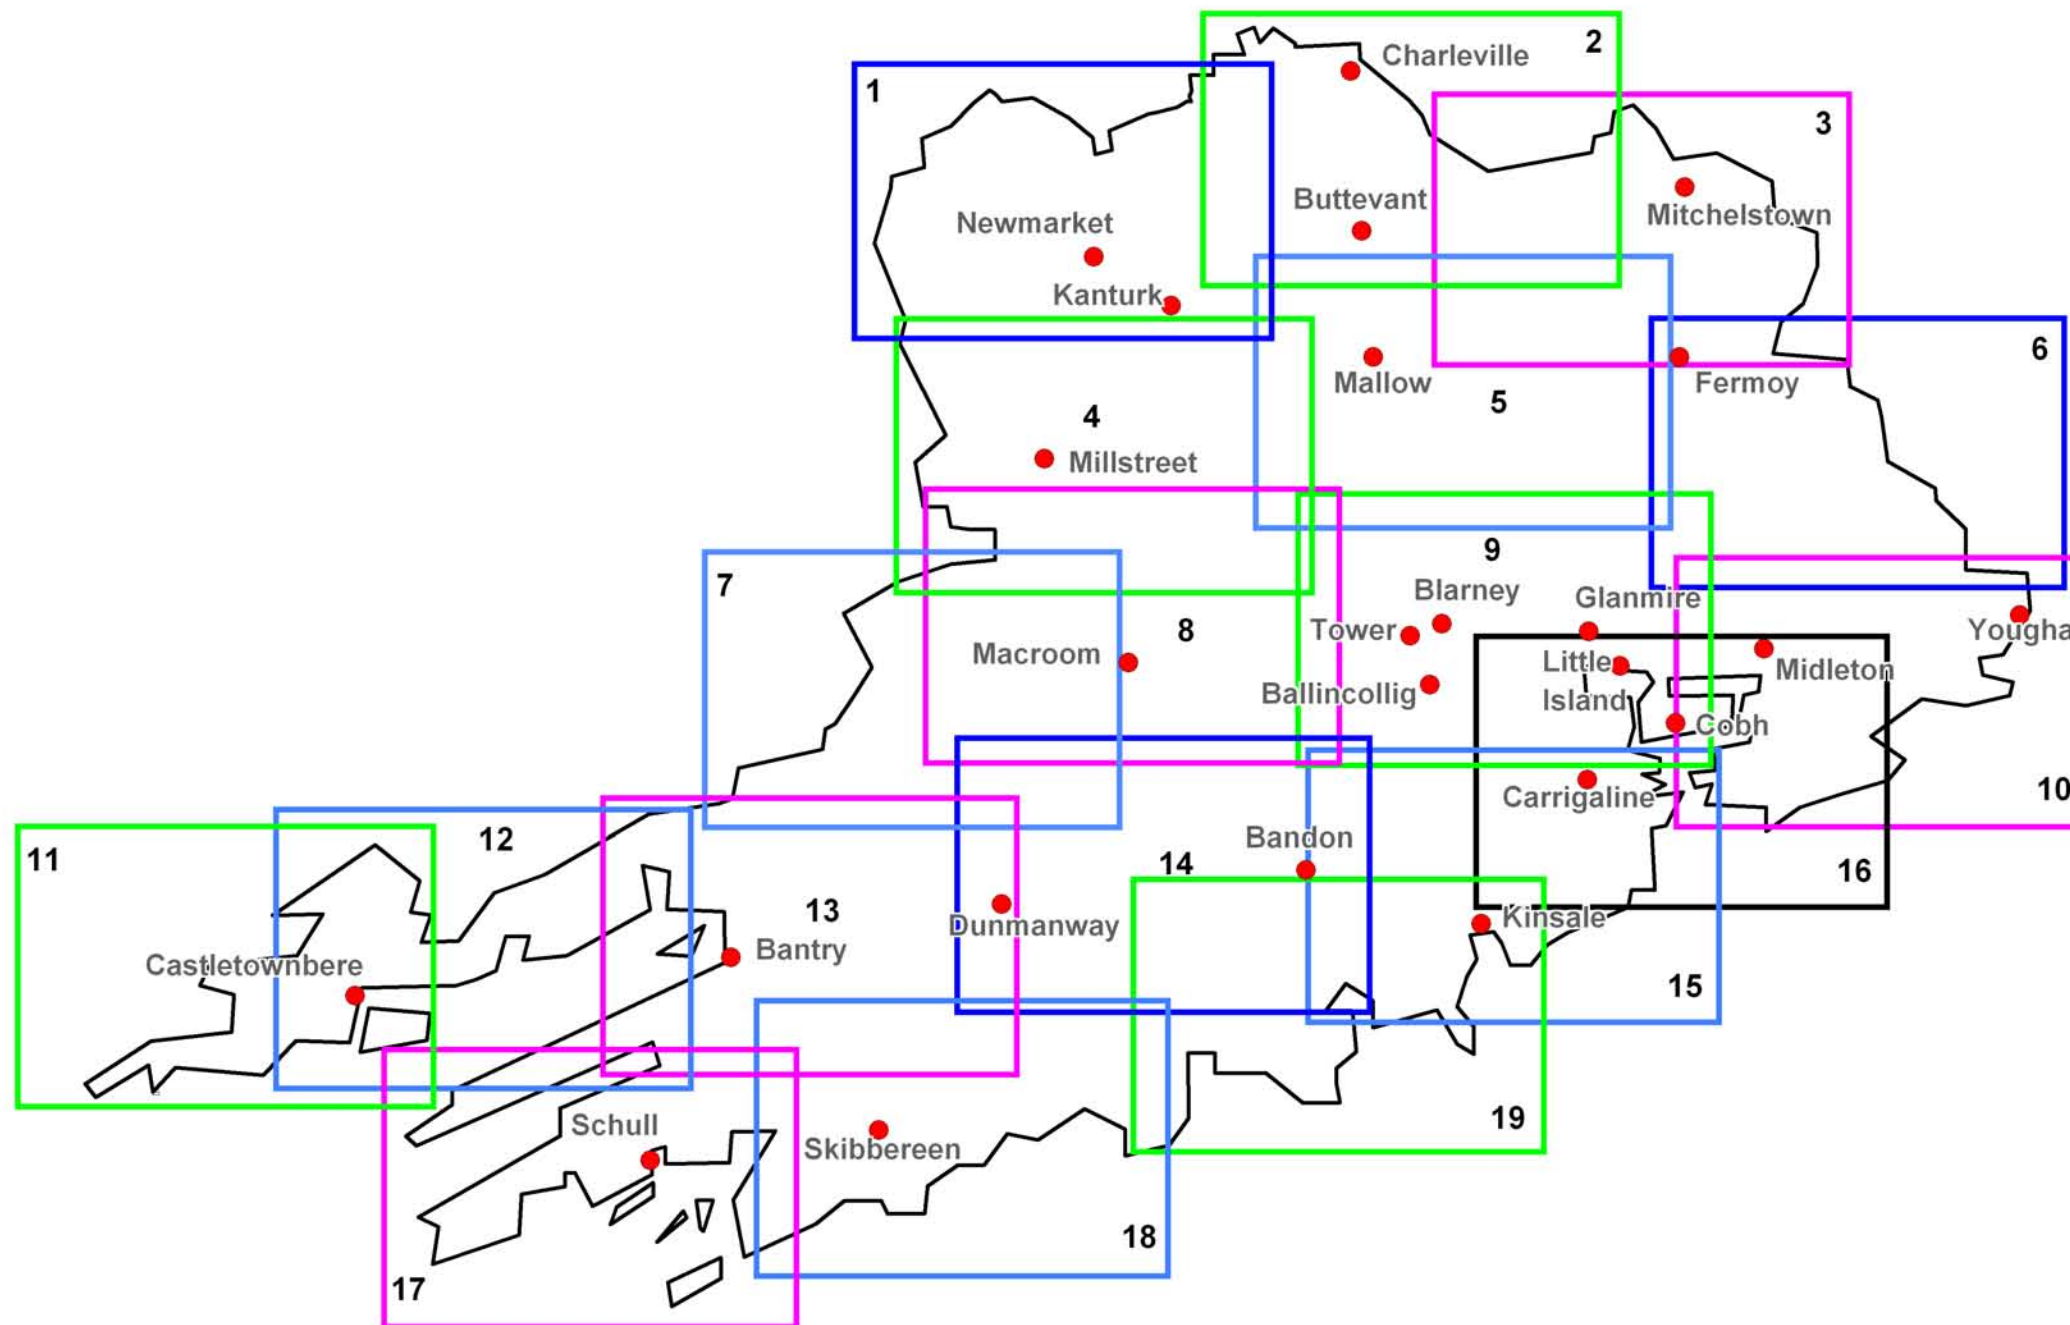 Charleville
2
1
3
Buttevant
Mitchelstown
Newmarket
Kanturk
6
Mallow
Fermoy
5
4
Millstreet
9
7
Blarney
Glanmire
8
Tower
Yougha
Macroom
Little
Island
Midleton
Ballincollig
Cobh
10
Carrigaline
12
Bandon
11
14
16
13
Dunmanway
Kinsale
Bantry
Castletownbere
15
19
Schull
Skibbereen
18
17